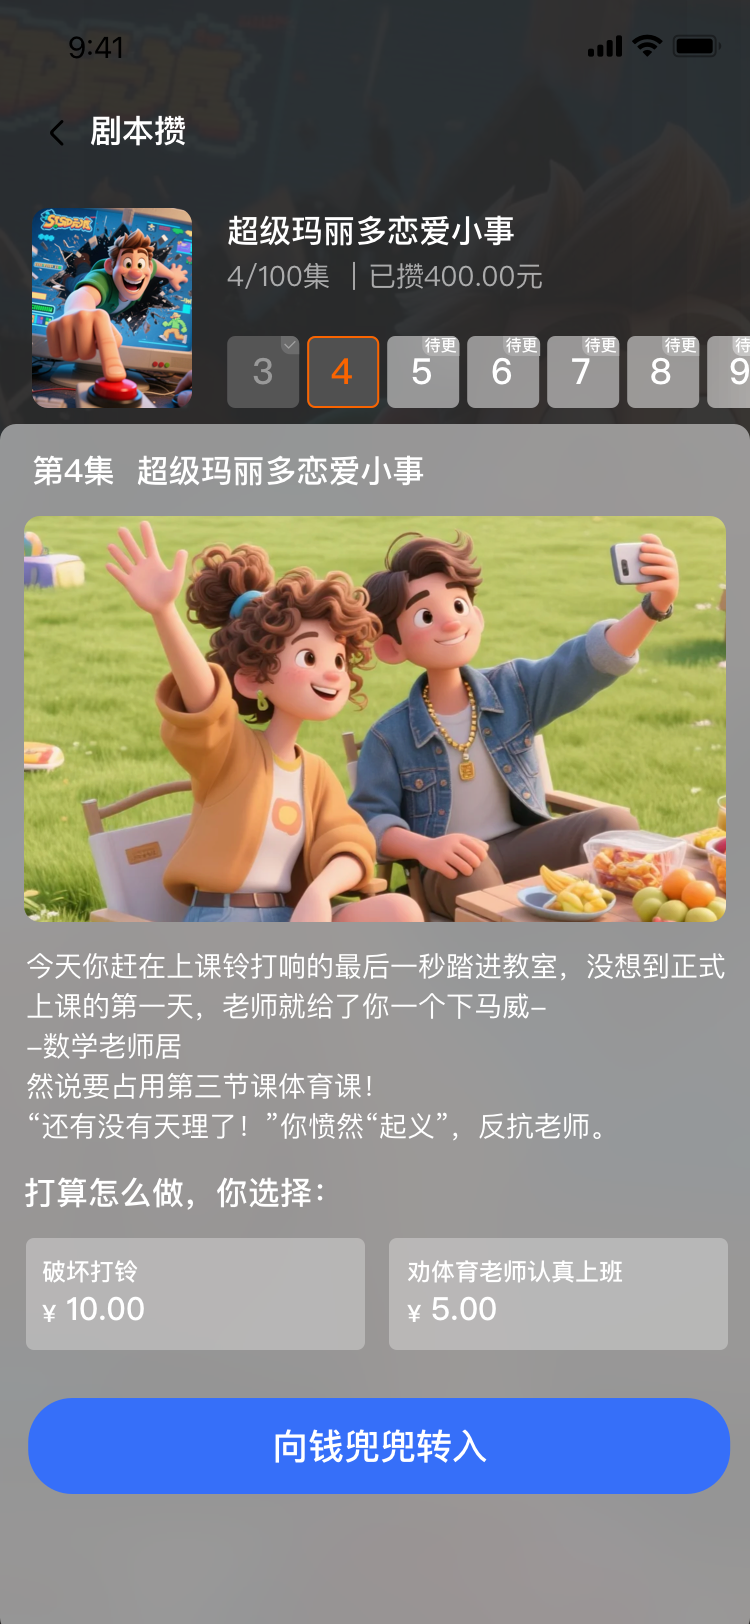 9:41
剧本攒
超级玛丽多恋爱小事
4/100集 | 已攒400.00元
3
4
待更
5
待更
6
待更
7
待更
8
待
9
第4集 超级玛丽多恋爱小事
今天你赶在上课铃打响的最后一秒踏进教室，没想到正式
上课的第一天，老师就给了你一个下马威–
–数学老师居
然说要占用第三节课体育课！
“还有没有天理了！”你愤然“起义”，反抗老师。
打算怎么做，你选择：
破坏打铃
¥ 10.00
劝体育老师认真上班
¥ 5.00
向钱兜兜转入